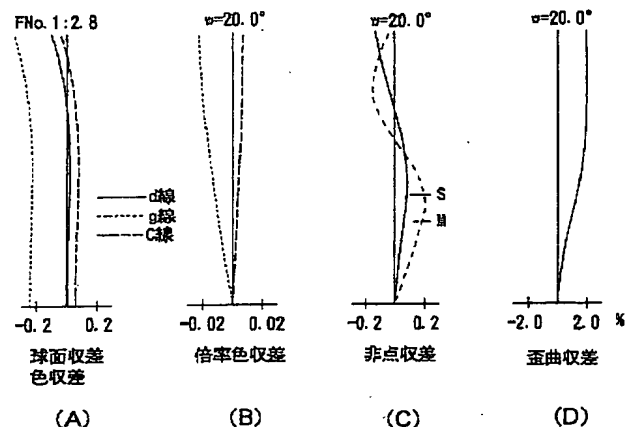 FNo.1:2.8
w=20.0°
w=20.0°
w=20.0°
d線
g線
C線
S
M
-0.2 0.2
-0.02 0.02
-0.2 0.2
-2.0 2.0 %
球面収差
色収差
倍率色収差
非点収差
歪曲収差
(A)
(B)
(C)
(D)